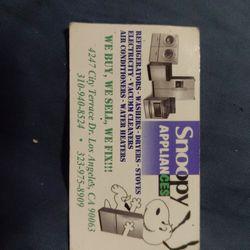 Snoopy
APPLIANCES
REFRIGERATORS - WASHERS - DRYERS - STOVES
ELECTRICITY - VACUUM CLEANERS
AIR CONDITIONERS - WATER HEATERS
WE BUY, WE SELL, WE FIX!!!
4247 City Terrace Dr. Los Angeles, CA 90063
310-940-8524 • 323-975-8909